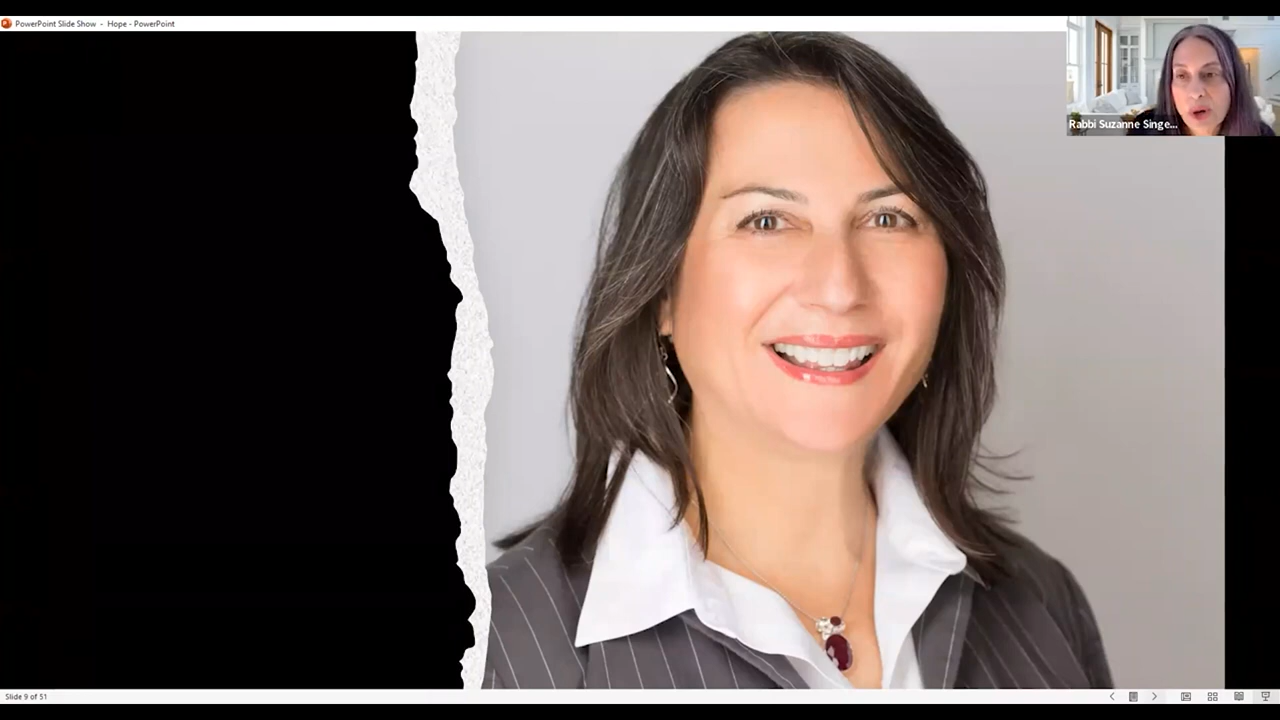 PowerPoint Slide Show - Hope - PowerPoint
Rabbi Suzanne Singe...
Slide 9 of 51